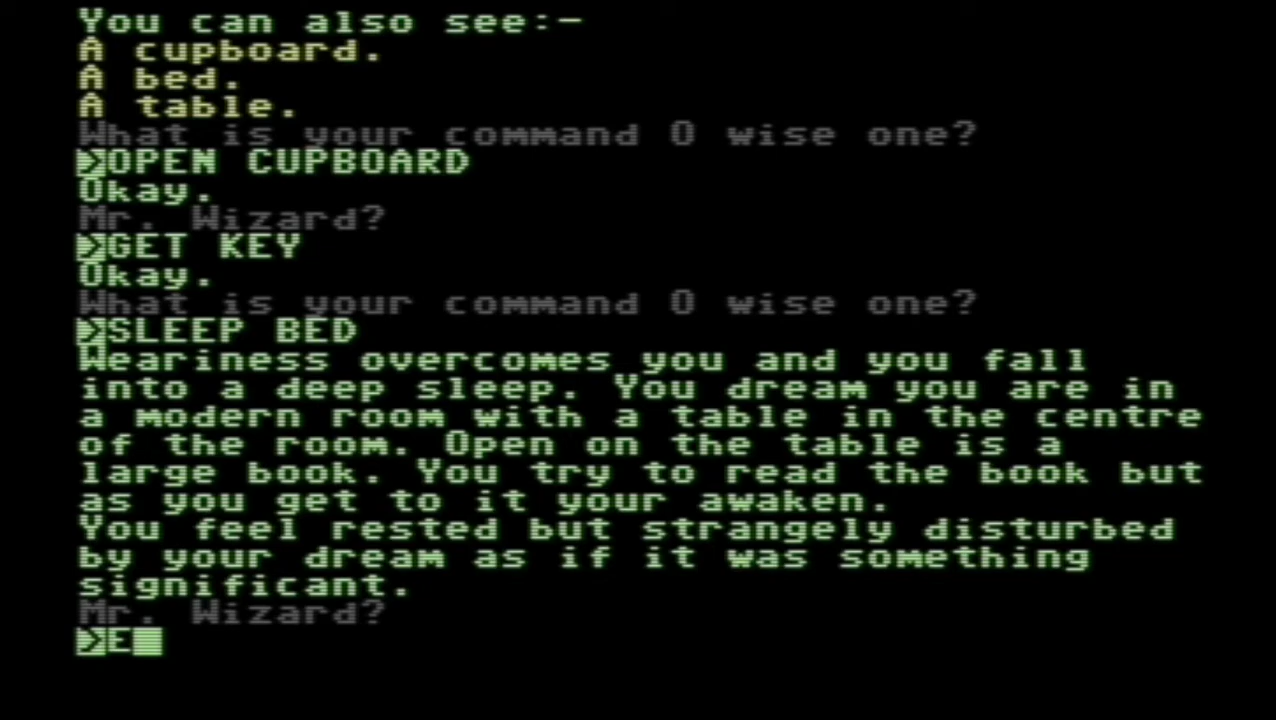 You can also see:-
A cupboard.
A bed.
A table.
What is your command O wise one?
>OPEN CUPBOARD
Okay.
Mr. Wizard?
>GET KEY
Okay.
What is your command O wise one?
>SLEEP BED
Weariness overcomes you and you fall
into a deep sleep. You dream you are in
a modern room with a table in the centre
of the room. Open on the table is a
large book. You try to read the book but
as you get to it your awaken.
You feel rested but strangely disturbed
by your dream as if it was something
significant.
Mr. Wizard?
>E